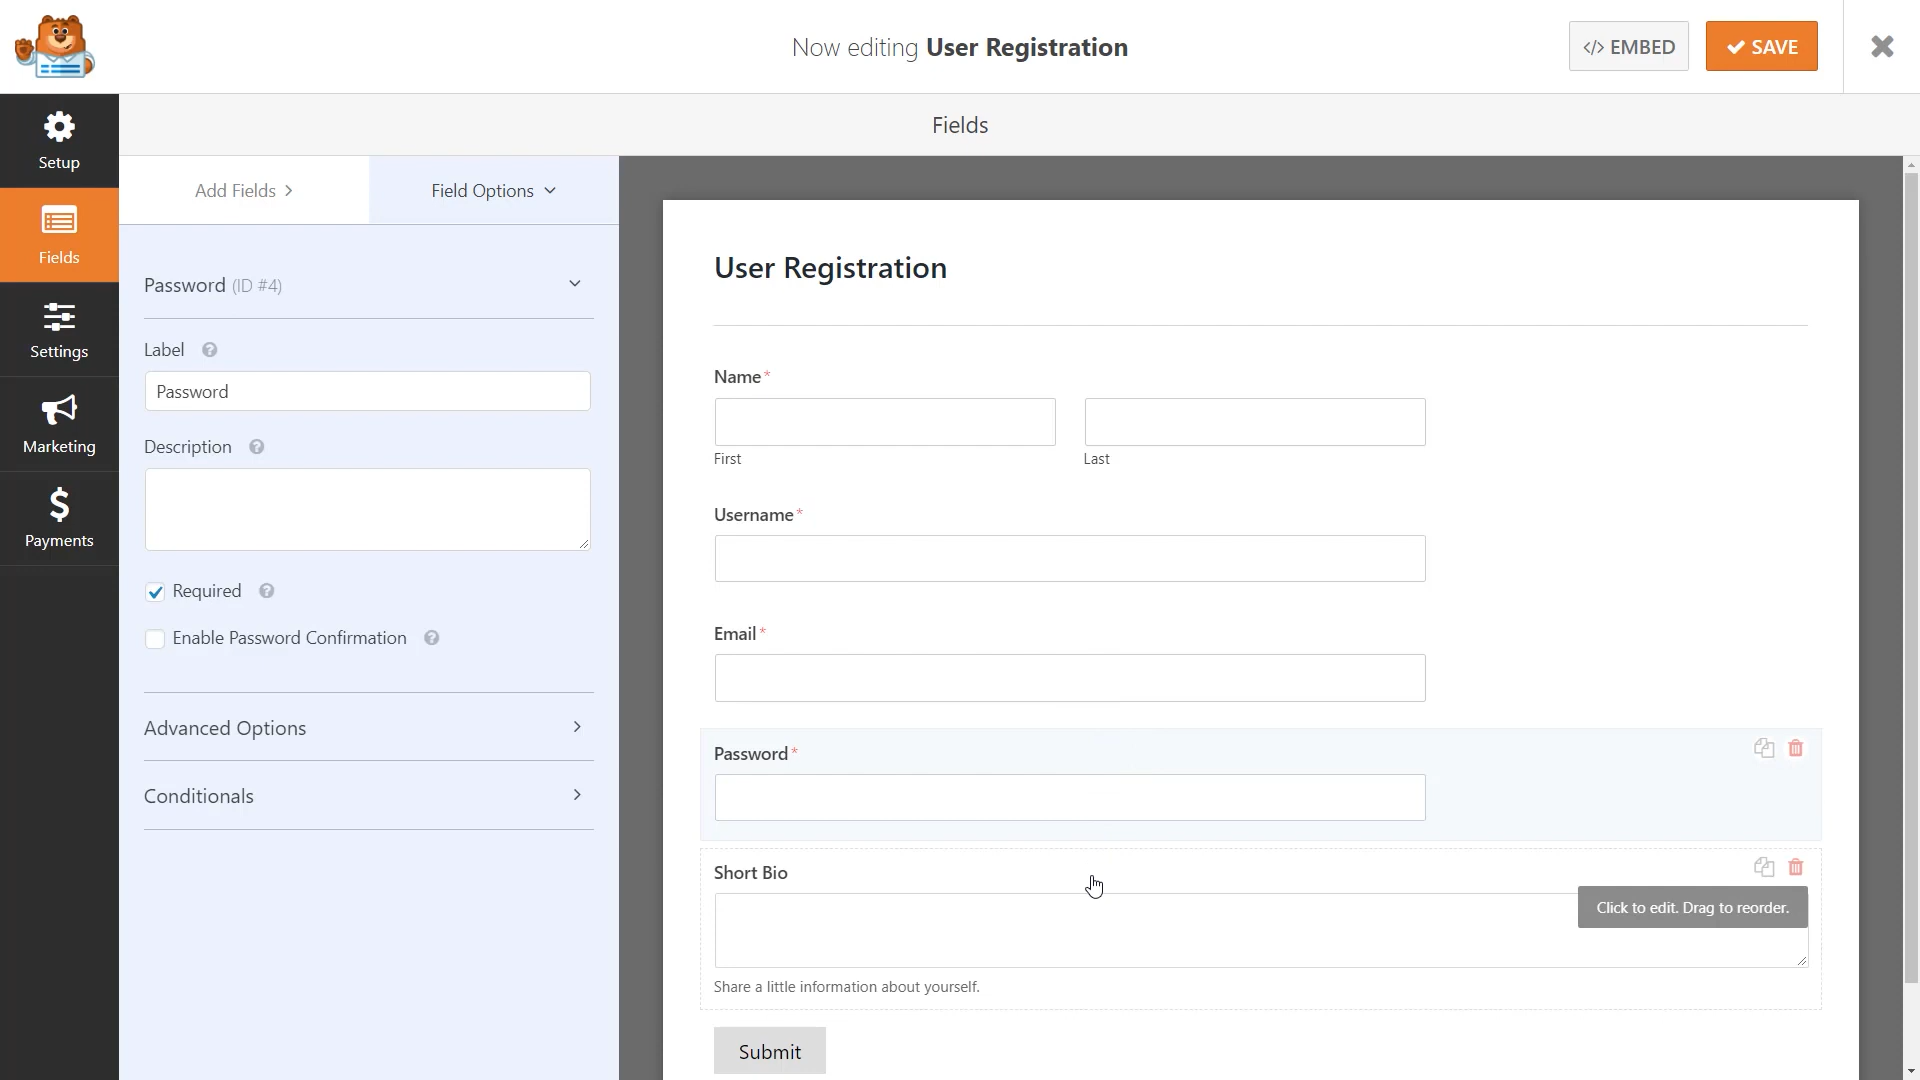 Now editing User Registration
</> EMBED
SAVE
Fields
Setup
Fields
Settings
Marketing
Payments
Add Fields
Field Options
Password (ID #4)
Label
Password
Description
Required
Enable Password Confirmation
Advanced Options
Conditionals
User Registration
Name*
First
Last
Username*
Email*
Password*
Short Bio
Click to edit. Drag to reorder.
Share a little information about yourself.
Submit